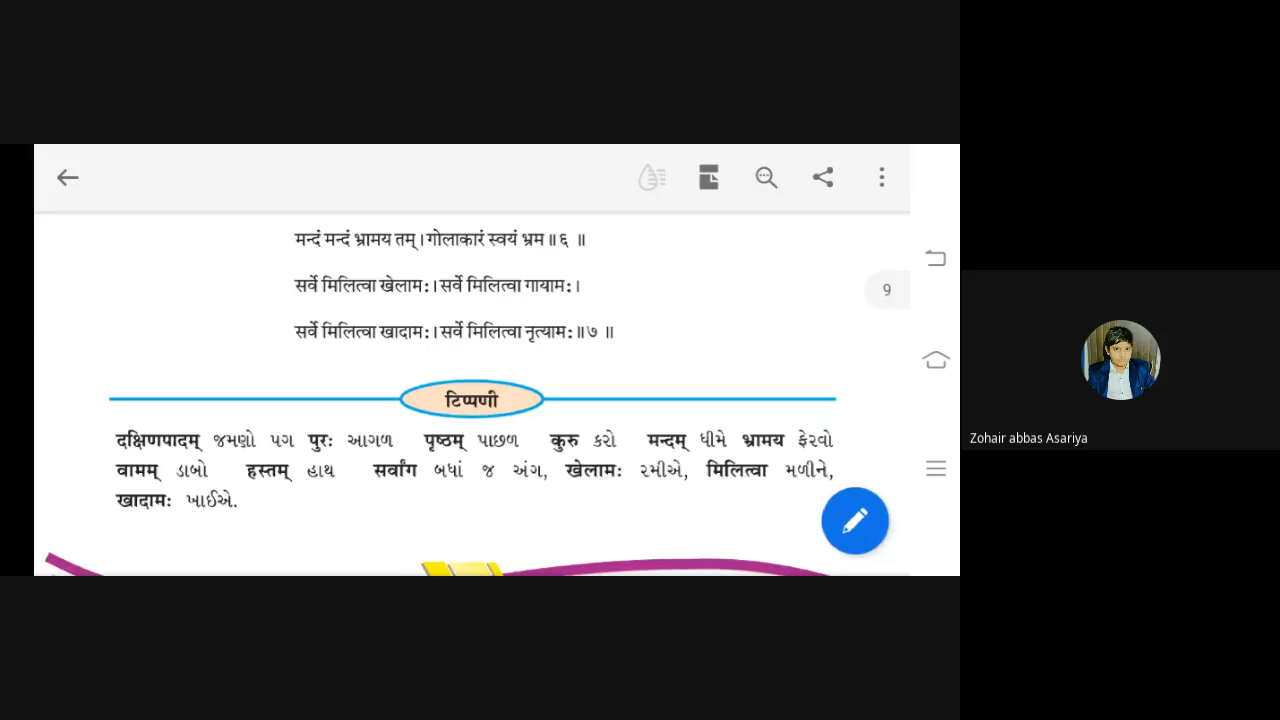 मन्दं मन्दं भ्रामय तम् । गोलाकारं स्वयं भ्रम ॥ ६ ॥
9
सर्वे मिलित्वा खेलामः । सर्वे मिलित्वा गायामः ।
सर्वे मिलित्वा खादामः । सर्वे मिलित्वा नृत्यामः ॥ ७ ॥
टिप्पणी
दक्षिणपादम् જમણો પગ पुरः આગળ पृष्ठम् પાછળ कुरु કરો मन्दम् ધીમે भ्रामय ફેરવો
वामम् ડાબો हस्तम् હાથ सर्वांग બધાં જ અંગ, खेलामः રમીએ, मिलित्वा મળીને,
खादामः ખાઈએ.
Zohair abbas Asariya